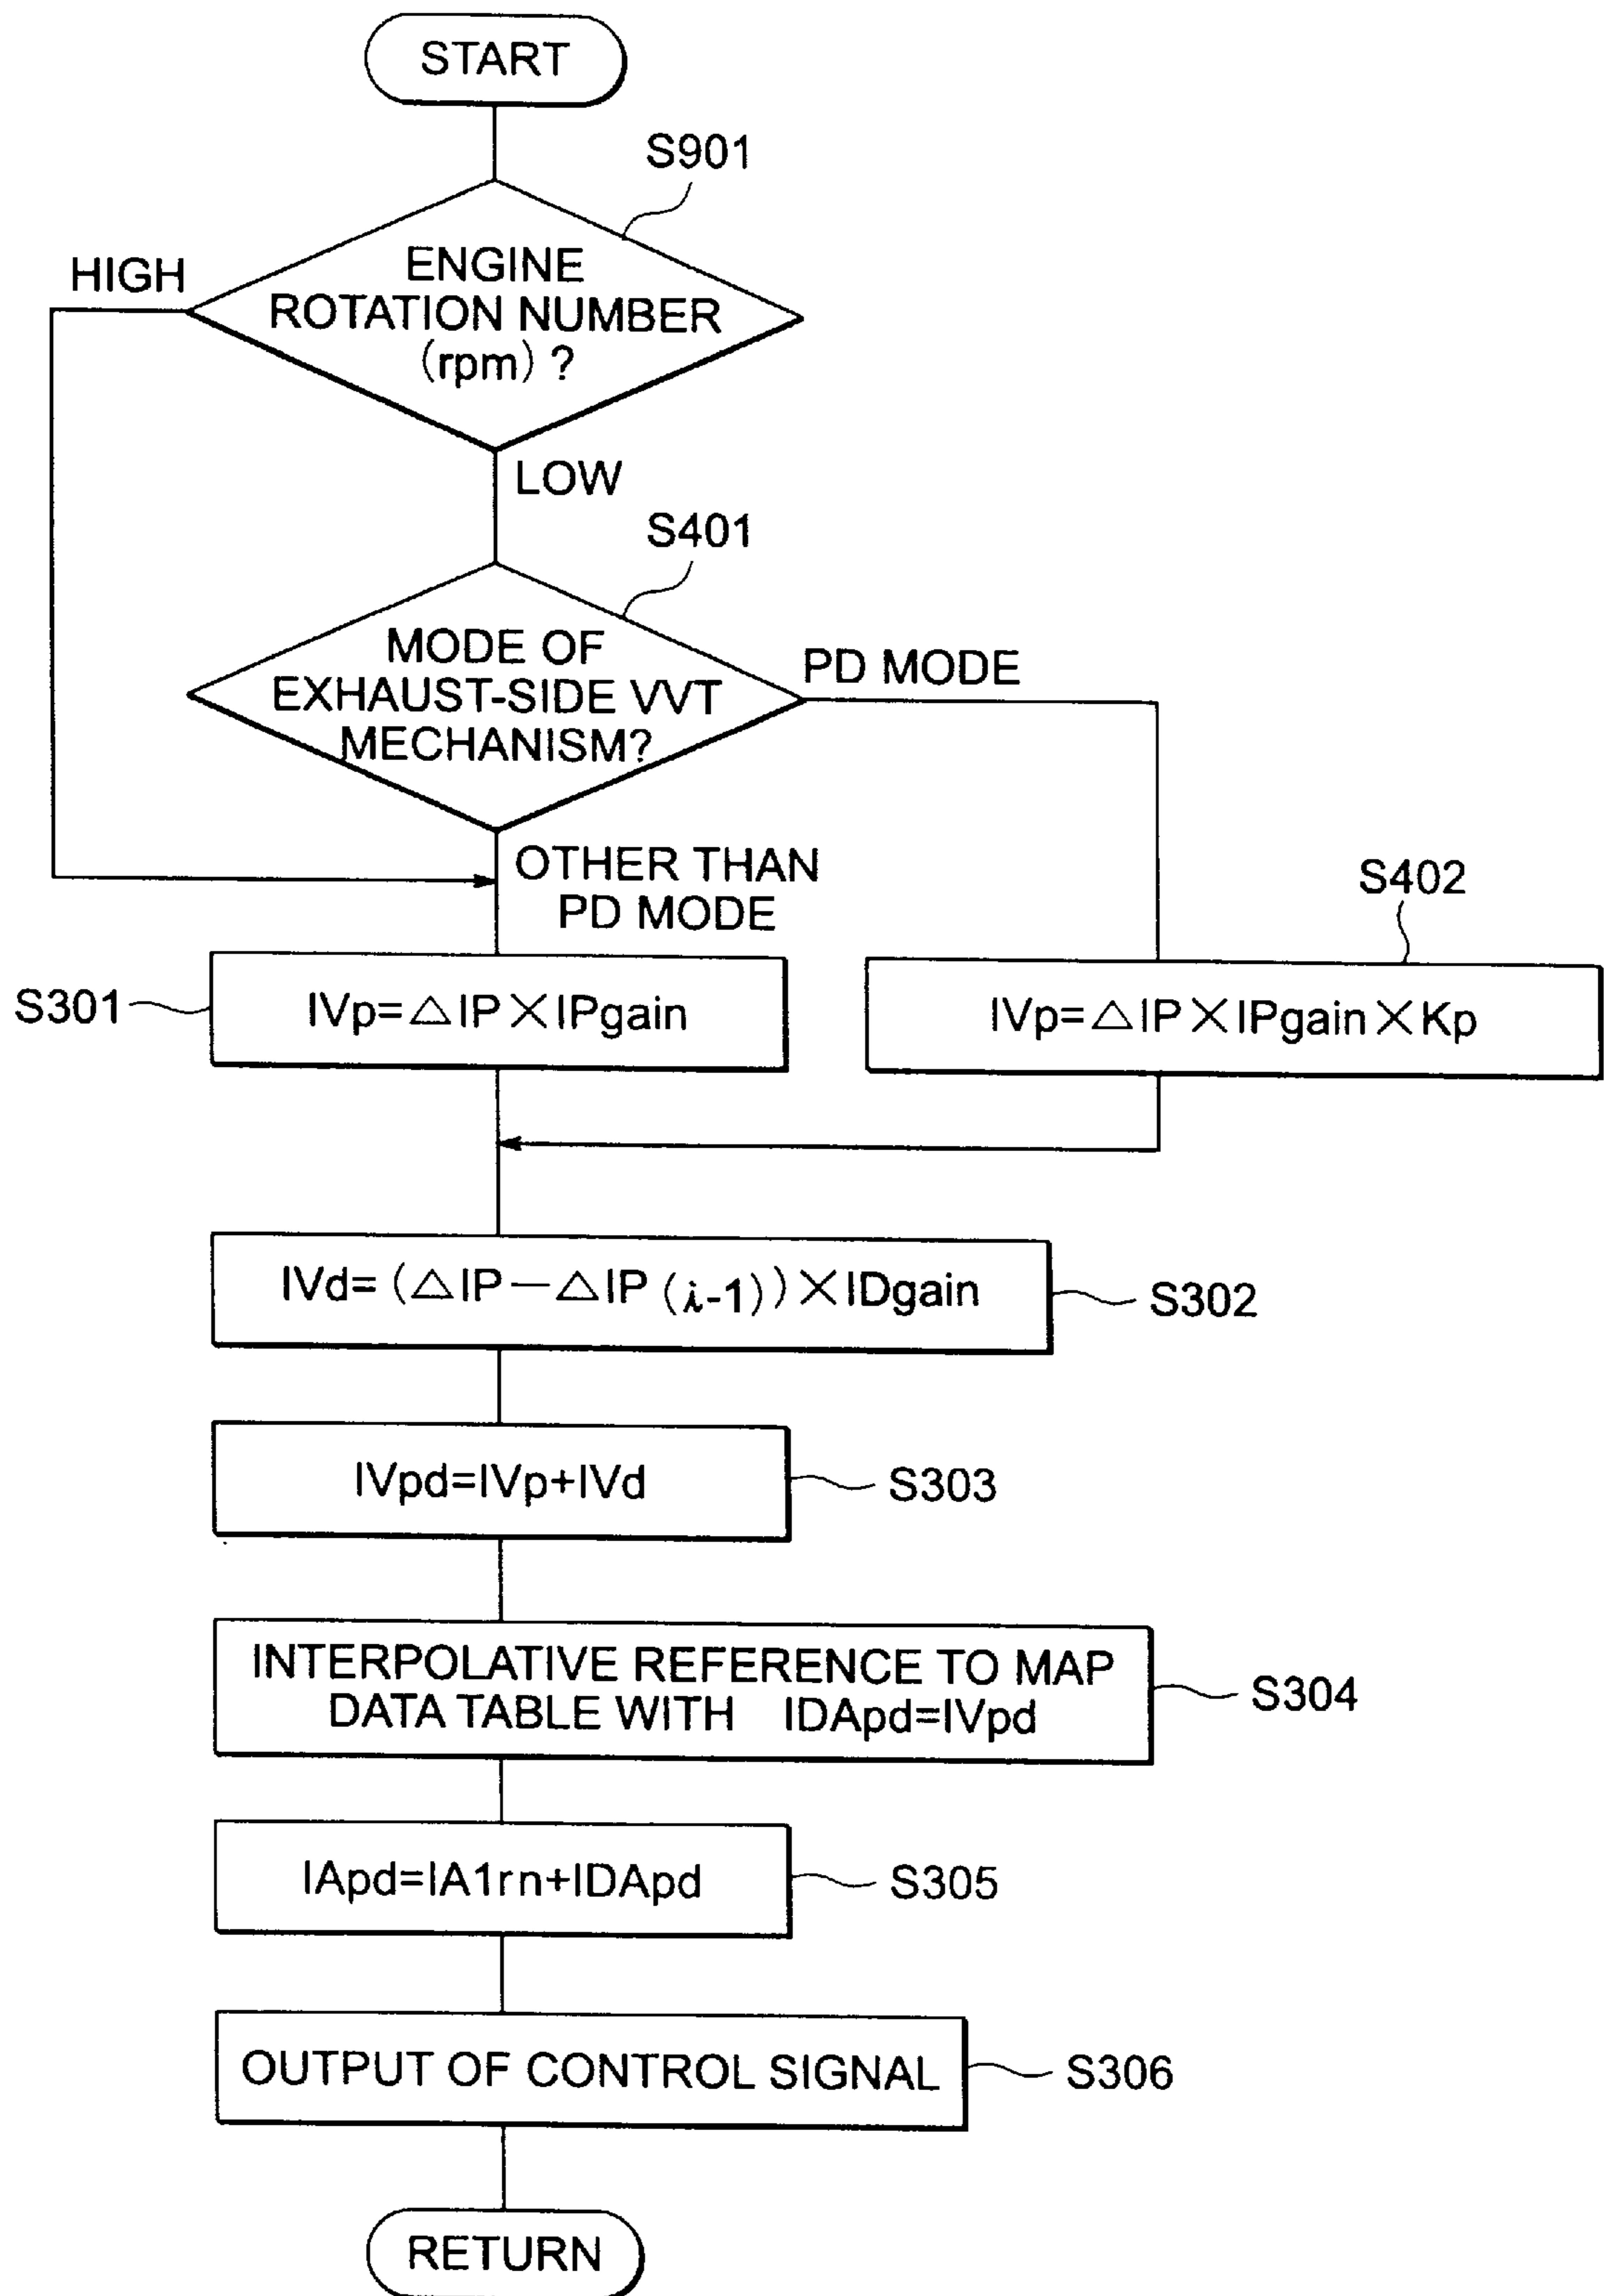 START
S901
HIGH
ENGINE
ROTATION NUMBER
(rpm) ?
LOW
S401
MODE OF
EXHAUST-SIDE VVT
MECHANISM?
PD MODE
OTHER THAN
PD MODE
S402
S301
IVp=△IP×IPgain
IVp=△IP×IPgain×Kp
IVd=(△IP−△IP(i-1))×IDgain
S302
IVpd=IVp+IVd
S303
INTERPOLATIVE REFERENCE TO MAP
DATA TABLE WITH IDApd=IVpd
S304
IApd=IA1rn+IDApd
S305
OUTPUT OF CONTROL SIGNAL
S306
RETURN